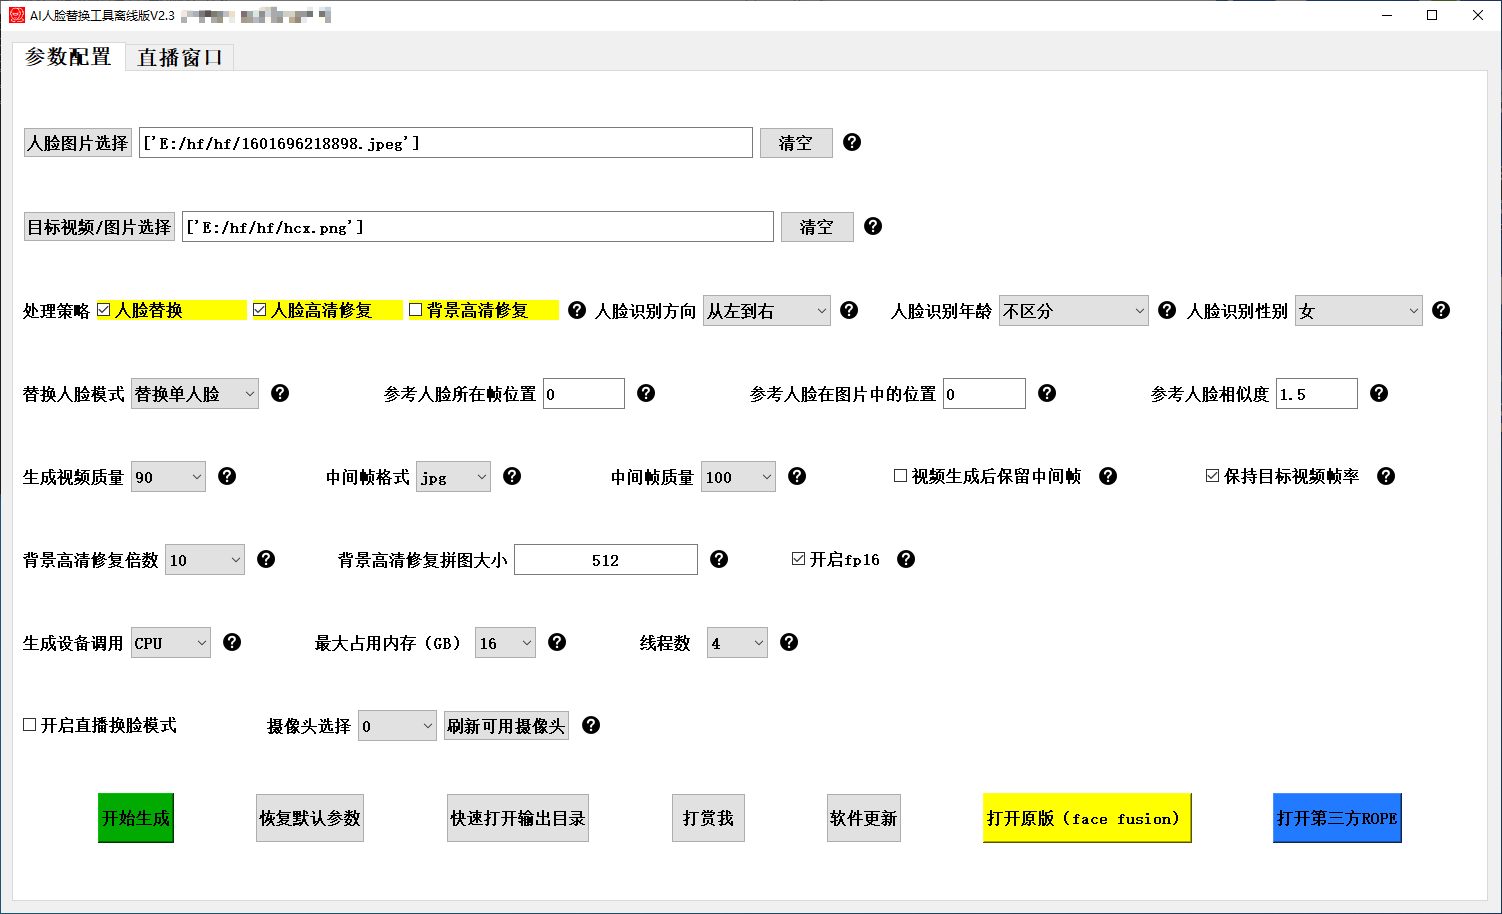 AI人脸替换工具离线版V2.3
参数配置 直播窗口
人脸图片选择 ['E:/hf/hf/1601696218898.jpeg'] 清空
目标视频/图片选择 ['E:/hf/hf/hcx.png'] 清空
处理策略 人脸替换 人脸高清修复 背景高清修复 人脸识别方向 从左到右 人脸识别年龄 不区分 人脸识别性别 女
替换人脸模式 替换单人脸 参考人脸所在帧位置 0 参考人脸在图片中的位置 0 参考人脸相似度 1.5
生成视频质量 90 中间帧格式 jpg 中间帧质量 100 视频生成后保留中间帧 保持目标视频帧率
背景高清修复倍数 10 背景高清修复拼图大小 512 开启fp16
生成设备调用 CPU 最大占用内存（GB） 16 线程数 4
开启直播换脸模式 摄像头选择 0 刷新可用摄像头
开始生成 恢复默认参数 快速打开输出目录 打赏我 软件更新 打开原版（face fusion） 打开第三方ROPE